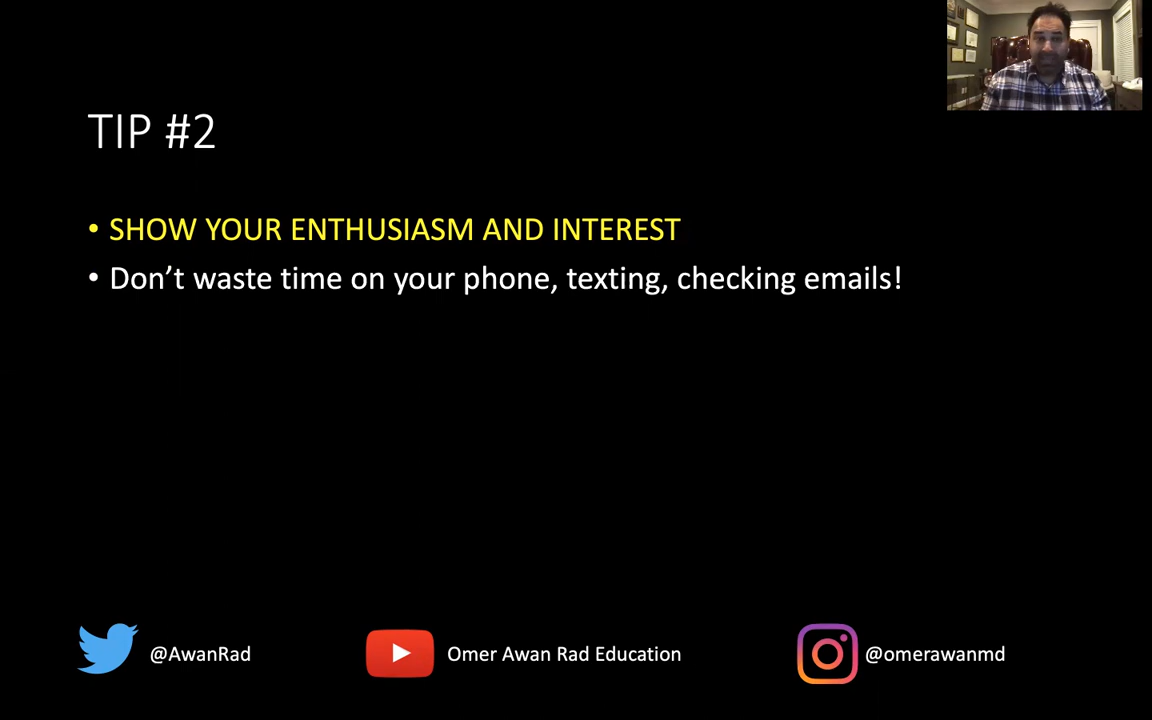 TIP #2
• SHOW YOUR ENTHUSIASM AND INTEREST
• Don’t waste time on your phone, texting, checking emails!
@AwanRad
Omer Awan Rad Education
@omerawanmd